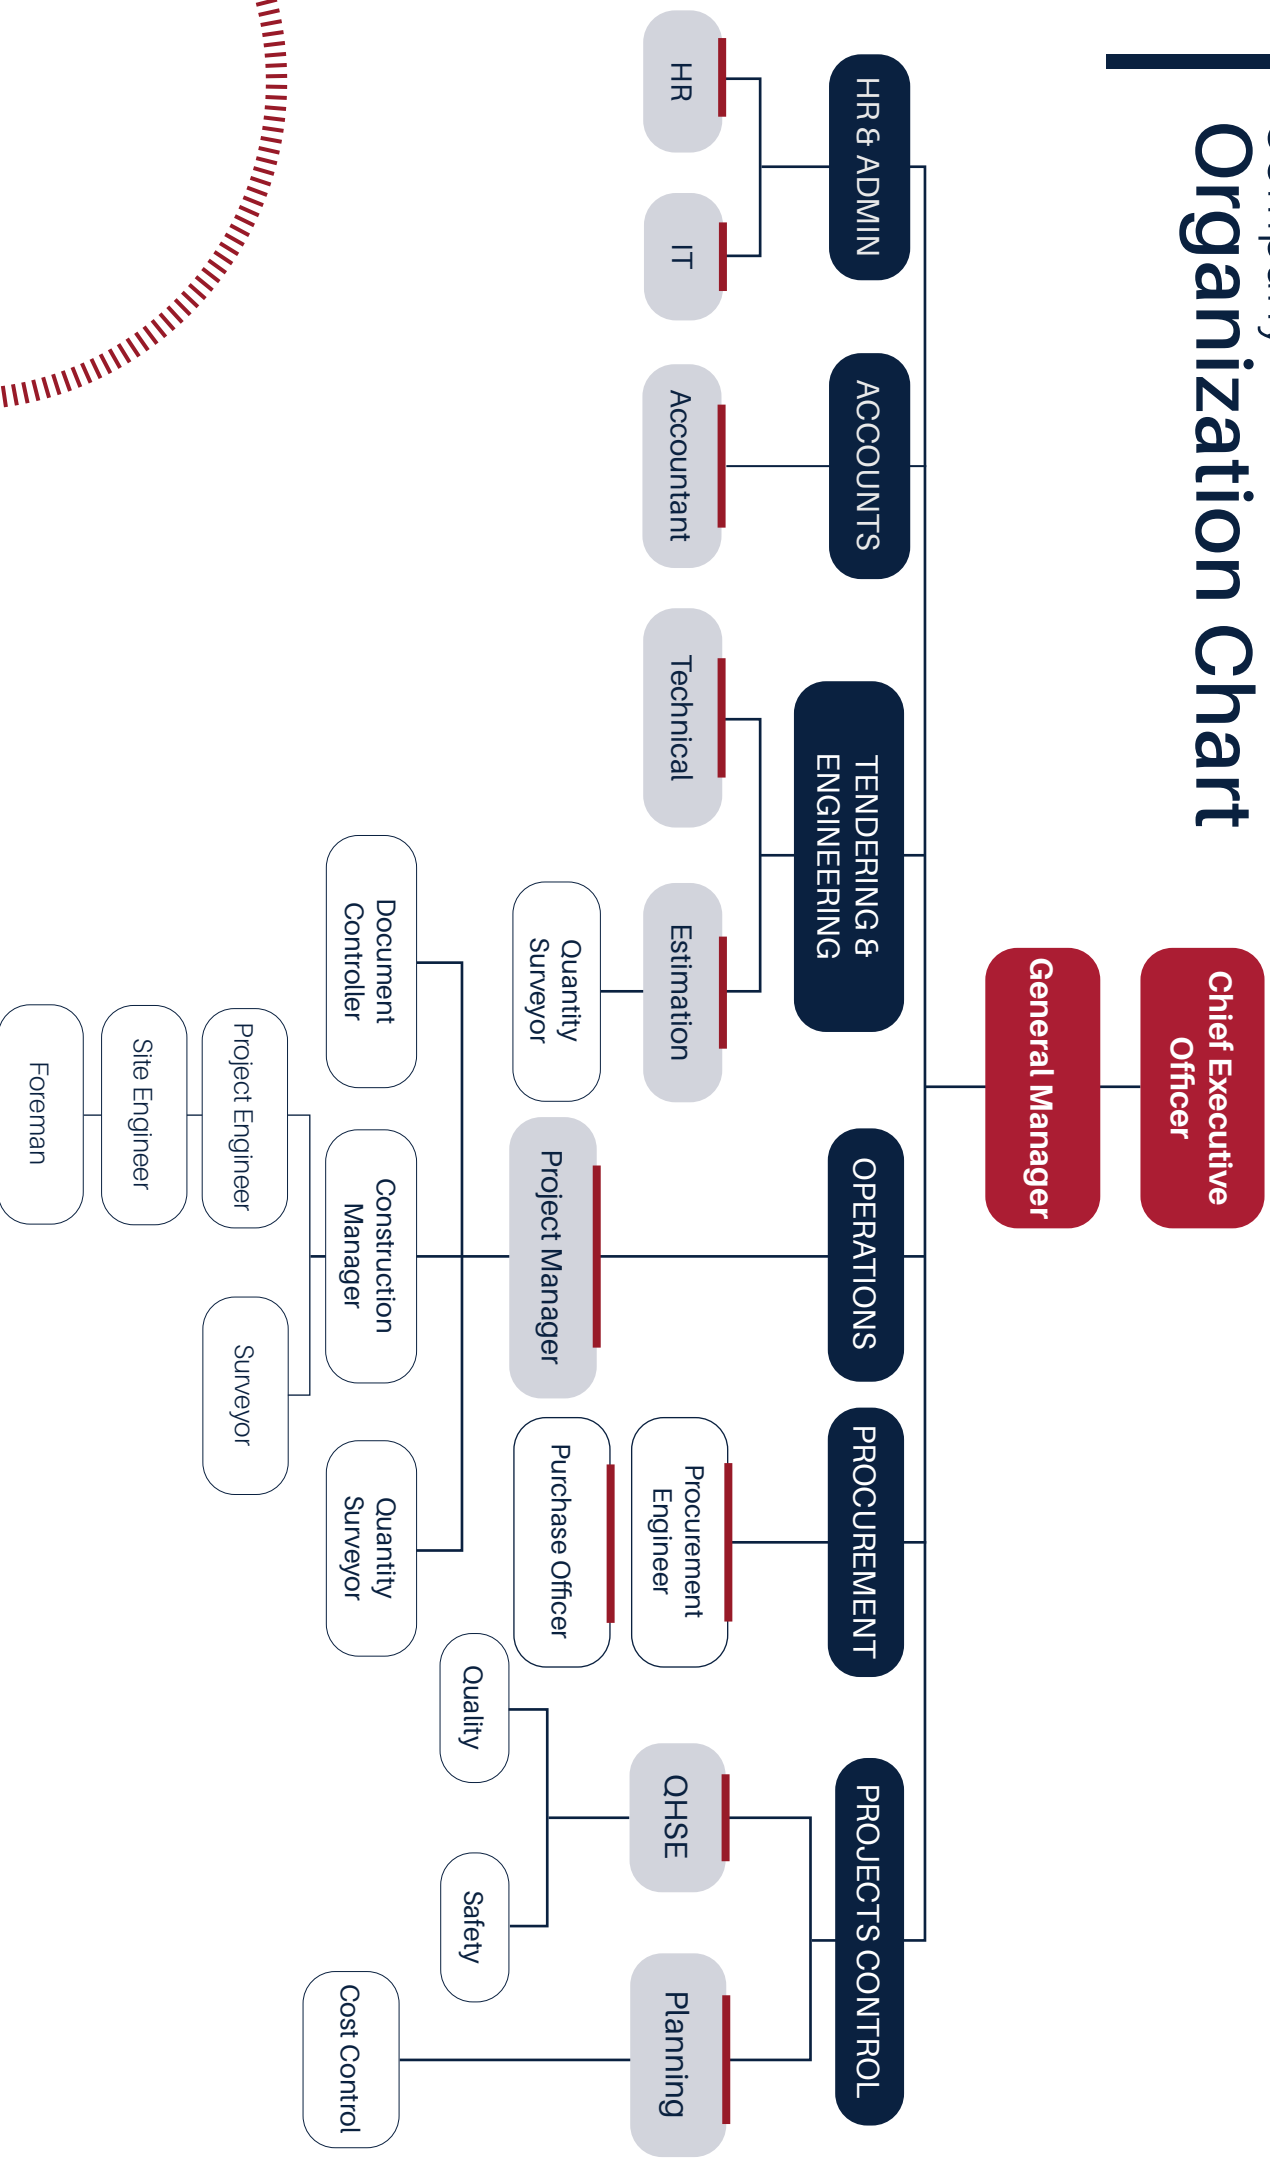 Organization Chart
Chief Executive
Officer
General Manager
HR & ADMIN
ACCOUNTS
TENDERING &
ENGINEERING
OPERATIONS
PROCUREMENT
PROJECTS CONTROL
HR
IT
Accountant
Technical
Estimation
Quantity
Surveyor
Project Manager
Procurement
Engineer
Purchase Officer
QHSE
Planning
Quality
Safety
Cost Control
Document
Controller
Construction
Manager
Quantity
Surveyor
Project Engineer
Surveyor
Site Engineer
Foreman